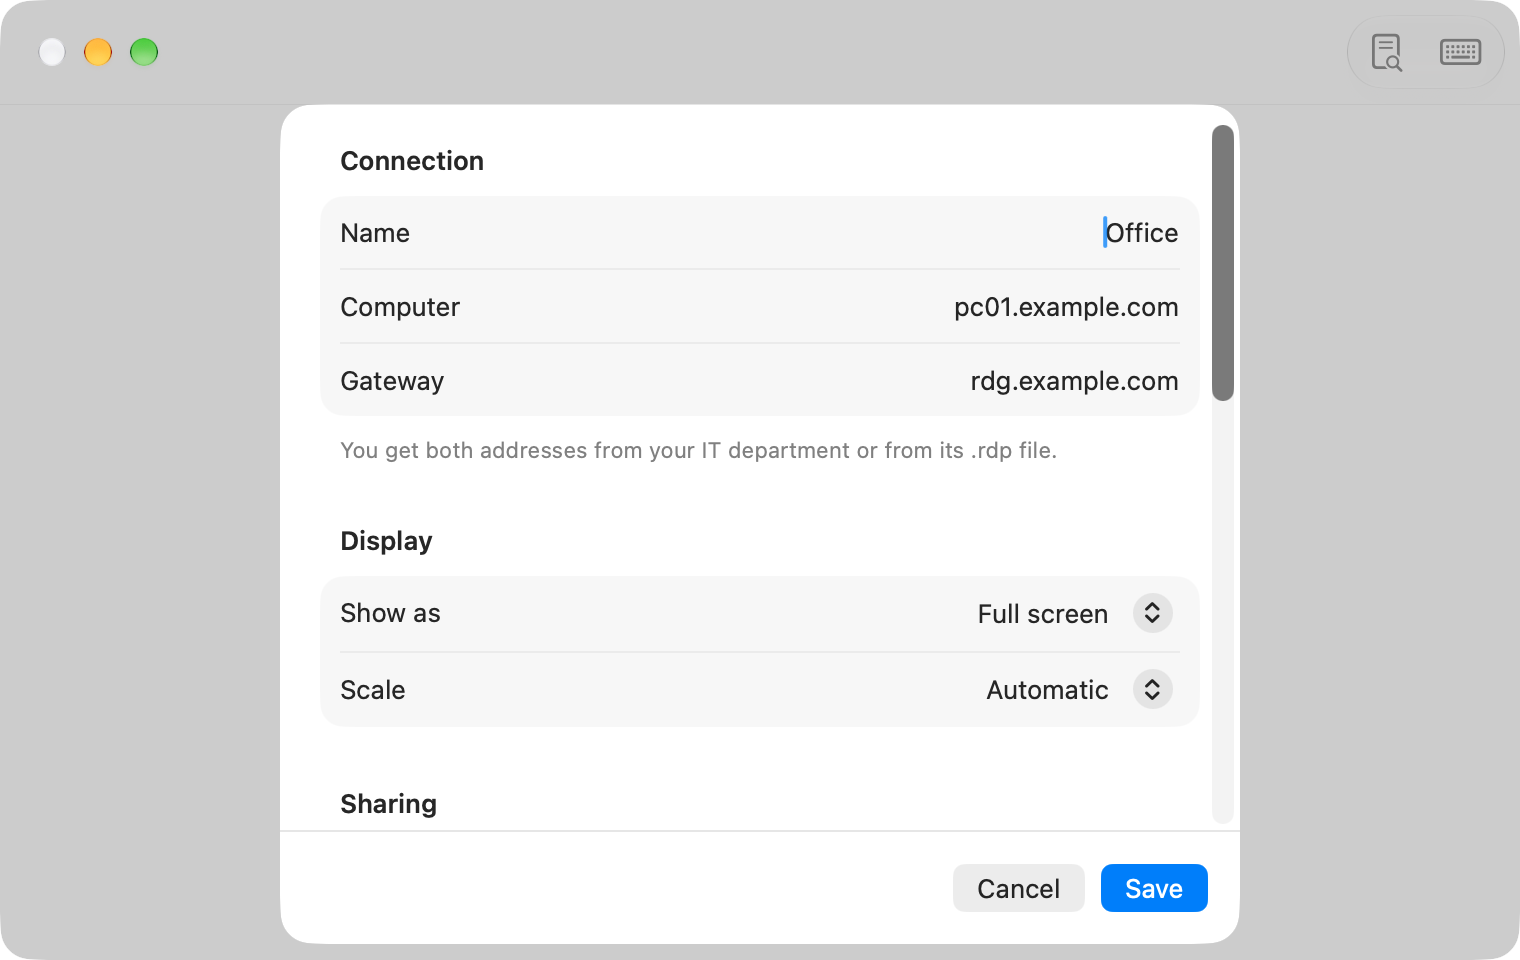 Connection
Name Office
Computer pc01.example.com
Gateway rdg.example.com
You get both addresses from your IT department or from its .rdp file.
Display
Show as Full screen
Scale Automatic
Sharing
Cancel Save